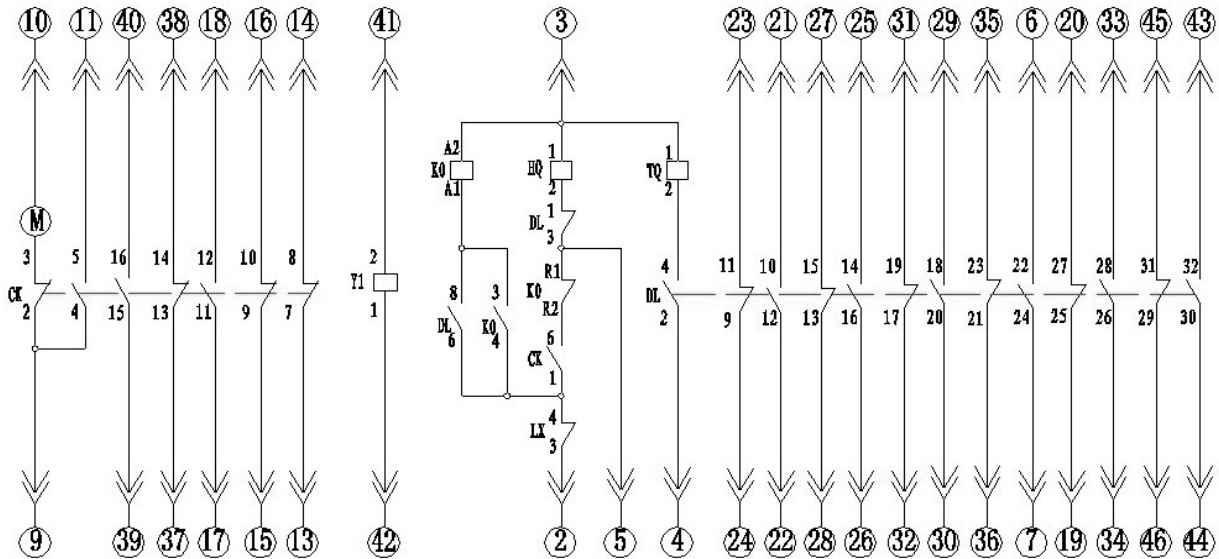 10 11 40 38 18 16 14 41 3 23 21 27 25 31 29 35 6 20 33 45 43
A2 1 1
K0 HQ TQ
A1 2 2
M 1
DL
3
3 5 16 14 12 10 8 2 R1 4 11 10 15 14 19 18 23 22 27 28 31 32
CK Y1 8 3 K0 DL
2 4 15 13 11 9 7 1 R2 2 9 12 13 16 17 20 21 24 25 26 29 30
DL K0
6 4 6
CK
1
4
LX
3
9 39 37 17 15 13 42 2 5 4 24 22 28 26 32 30 36 7 19 34 46 44